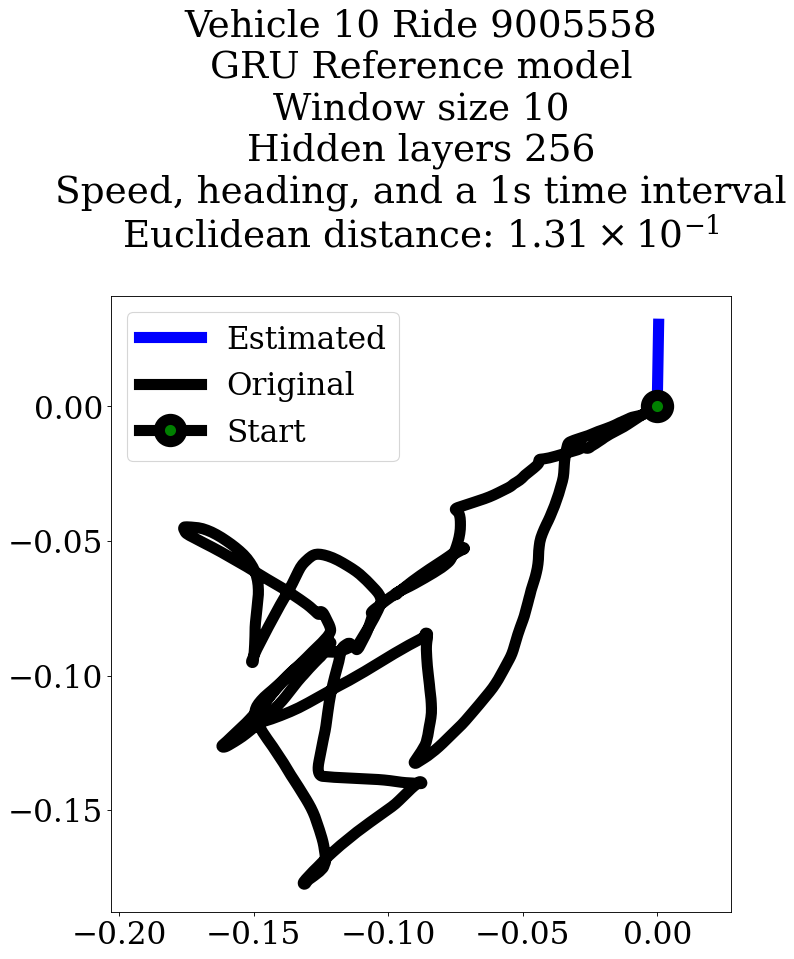 Vehicle 10 Ride 9005558
GRU Reference model
Window size 10
Hidden layers 256
Speed, heading, and a 1s time interval
Euclidean distance: 1.31 × 10⁻¹
Estimated
Original
Start
0.00
−0.05
−0.10
−0.15
−0.20 −0.15 −0.10 −0.05 0.00